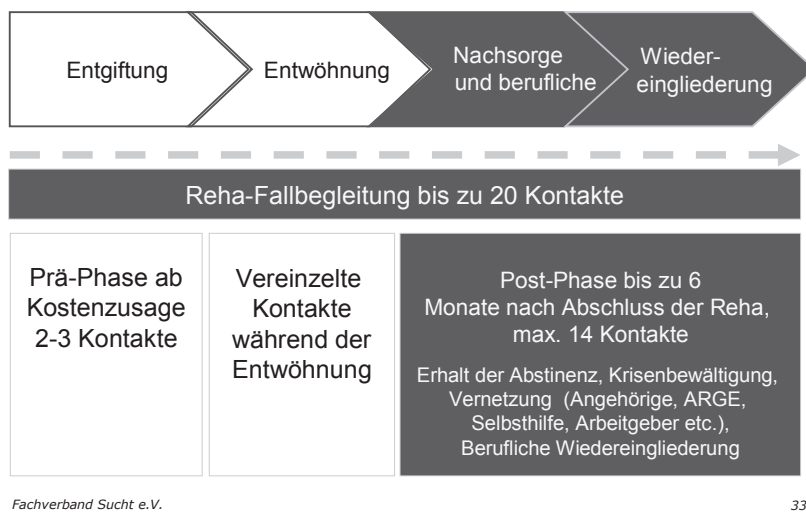 Entgiftung
Entwöhnung
Nachsorge
und berufliche
Wieder-
eingliederung
Reha-Fallbegleitung bis zu 20 Kontakte
Prä-Phase ab
Kostenzusage
2-3 Kontakte
Vereinzelte
Kontakte
während der
Entwöhnung
Post-Phase bis zu 6
Monate nach Abschluss der Reha,
max. 14 Kontakte
Erhalt der Abstinenz, Krisenbewältigung,
Vernetzung (Angehörige, ARGE,
Selbsthilfe, Arbeitgeber etc.),
Berufliche Wiedereingliederung
Fachverband Sucht e.V.
33